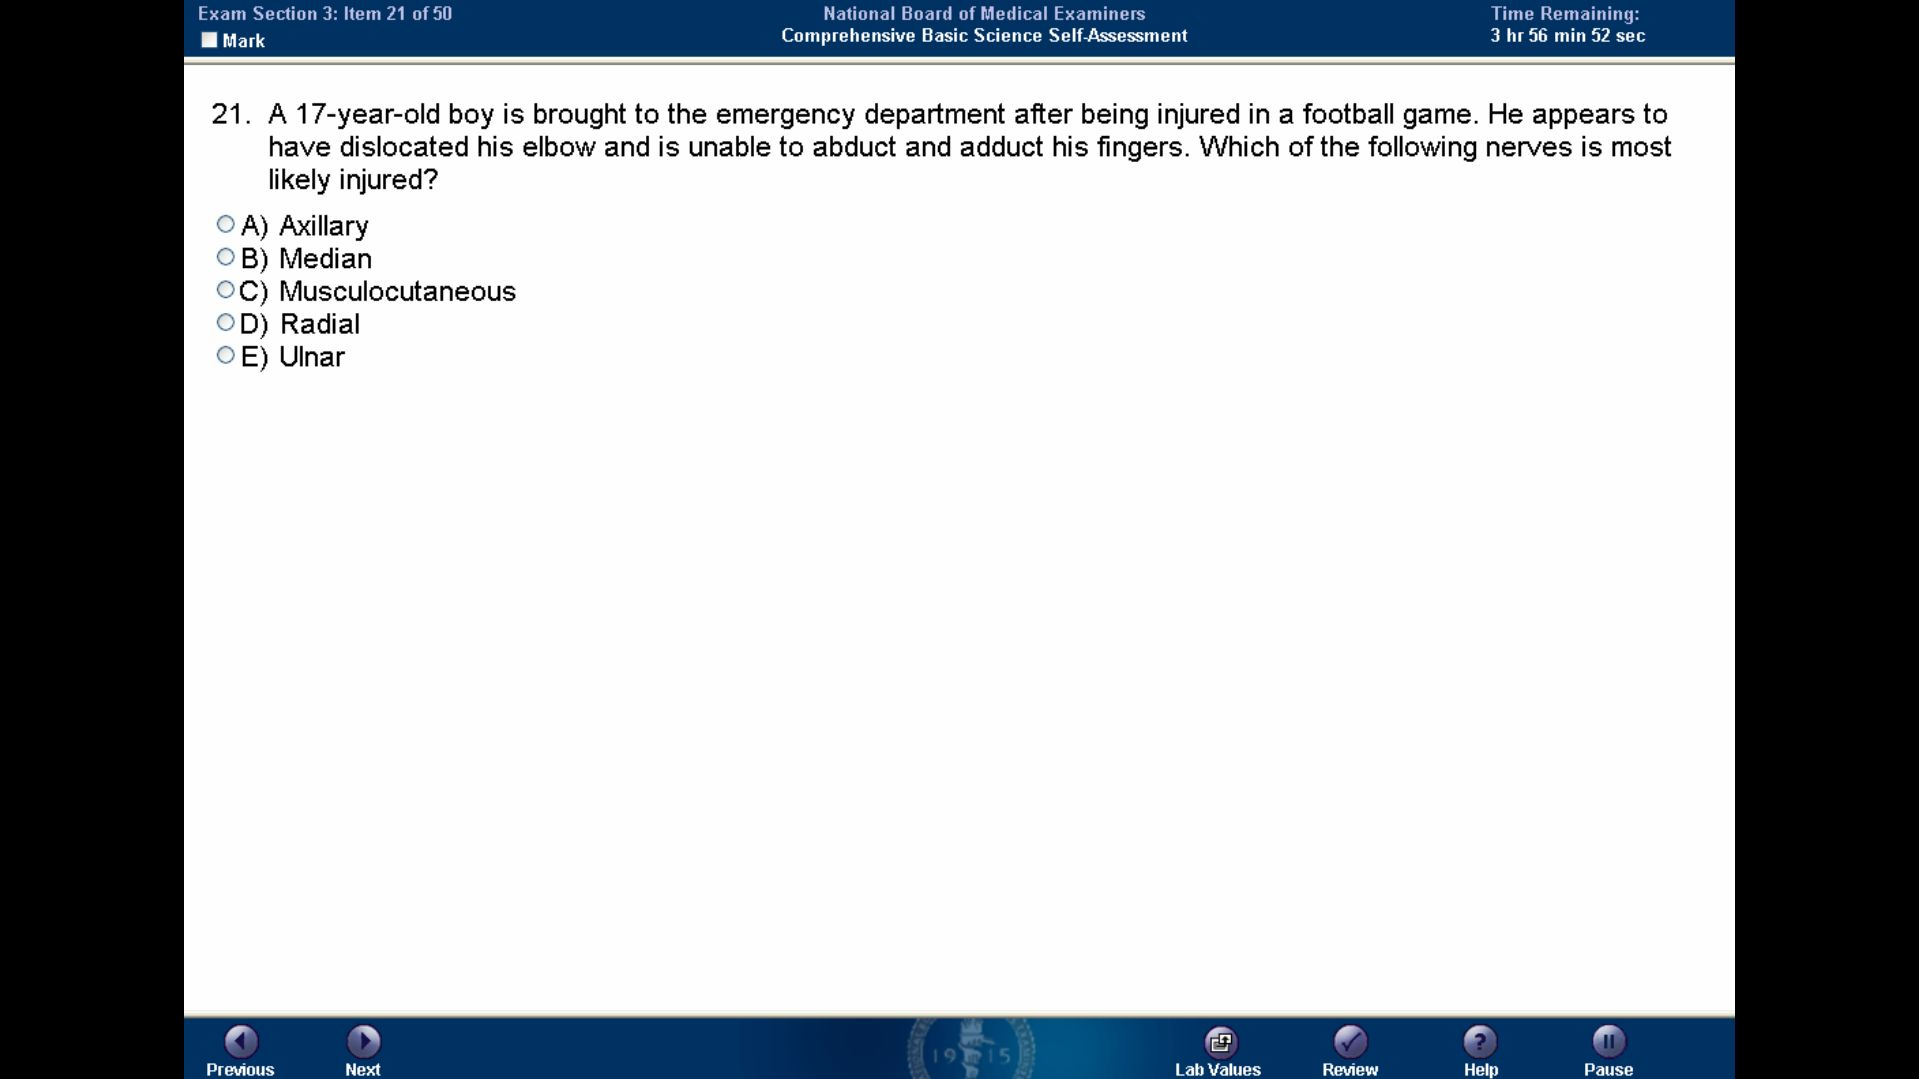 Exam Section 3: Item 21 of 50
Mark
National Board of Medical Examiners
Comprehensive Basic Science Self-Assessment
Time Remaining:
3 hr 56 min 52 sec
21. A 17-year-old boy is brought to the emergency department after being injured in a football game. He appears to
have dislocated his elbow and is unable to abduct and adduct his fingers. Which of the following nerves is most
likely injured?
A) Axillary
B) Median
C) Musculocutaneous
D) Radial
E) Ulnar
19 15
Previous
Next
Lab Values
Review
Help
Pause